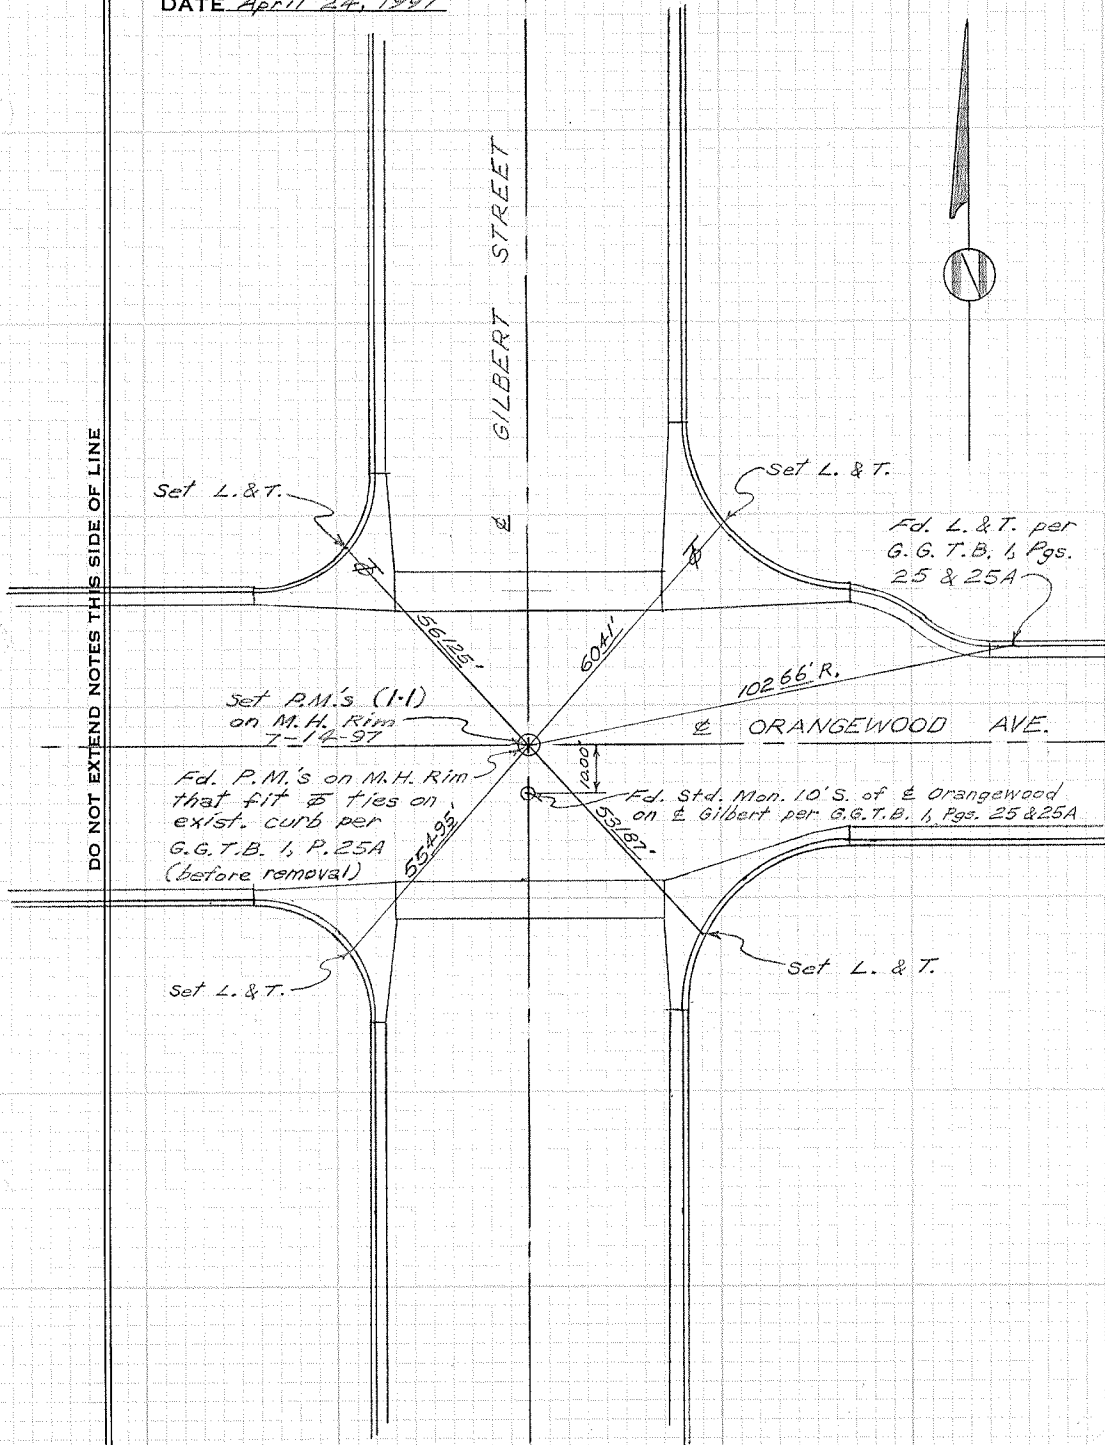 DATE April 24, 1997
GILBERT STREET
℄
N
DO NOT EXTEND NOTES THIS SIDE OF LINE
Set L. & T.
Set L. & T.
Fd. L. & T. per
G.G.T.B. 1, Pgs.
25 & 25A
56.125'
60.41'
102.66' R.
Set P.M.'s (1-1)
on M.H. Rim
7-14-97
℄ ORANGEWOOD AVE.
10.00'
Fd. P.M.'s on M.H. Rim
that fit ties on
exist. curb per
G.G.T.B. 1, P. 25A
(before removal)
Fd. Std. Mon. 10' S. of ℄ Orangewood
on ℄ Gilbert per G.G.T.B. 1, Pgs. 25 & 25A
55.495'
53.187'
Set L. & T.
Set L. & T.